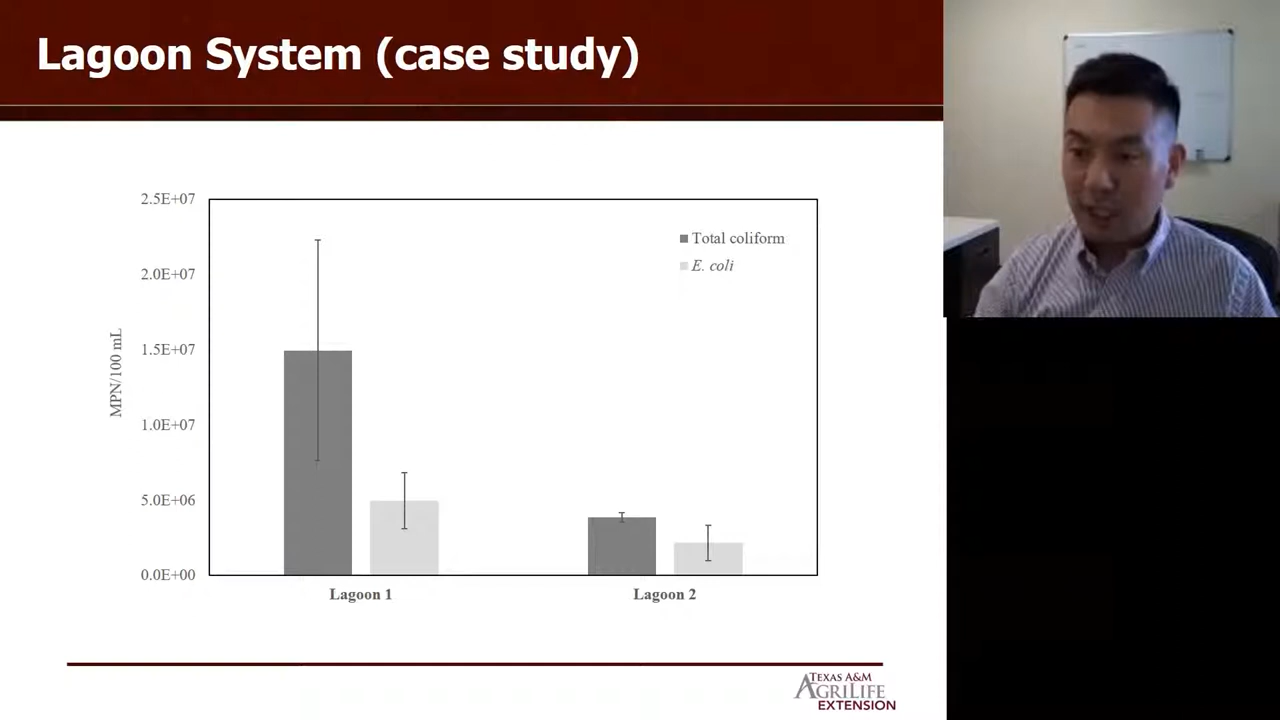 Lagoon System (case study)
2.5E+07
2.0E+07
1.5E+07
1.0E+07
5.0E+06
0.0E+00
MPN/100 mL
Total coliform
E. coli
Lagoon 1
Lagoon 2
TEXAS A&M
AGRILIFE
EXTENSION